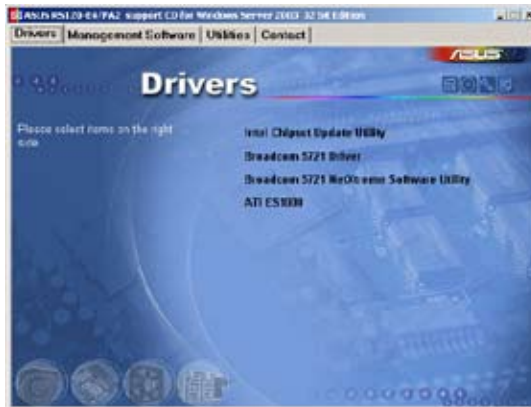 ASUS RS120-E4/PA2 support CD for Windows Server 2003 32 bit Edition
Drivers Management Software Utilities Contact
ASUS
Drivers
Please select items on the right side
Intel Chipset Update Utility
Broadcom 5721 Driver
Broadcom 5721 NetXtreme Software Utility
ATI ES1000